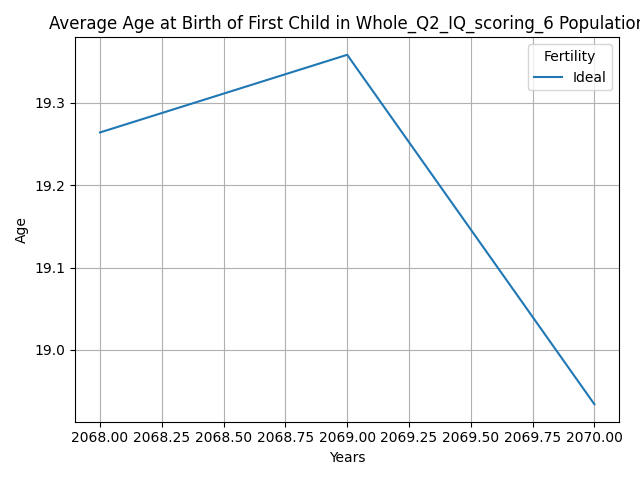 Average Age at Birth of First Child in Whole_Q2_IQ_scoring_6 Population
Fertility
Ideal
19.3
19.2
19.1
19.0
Age
2068.00 2068.25 2068.50 2068.75 2069.00 2069.25 2069.50 2069.75 2070.00
Years